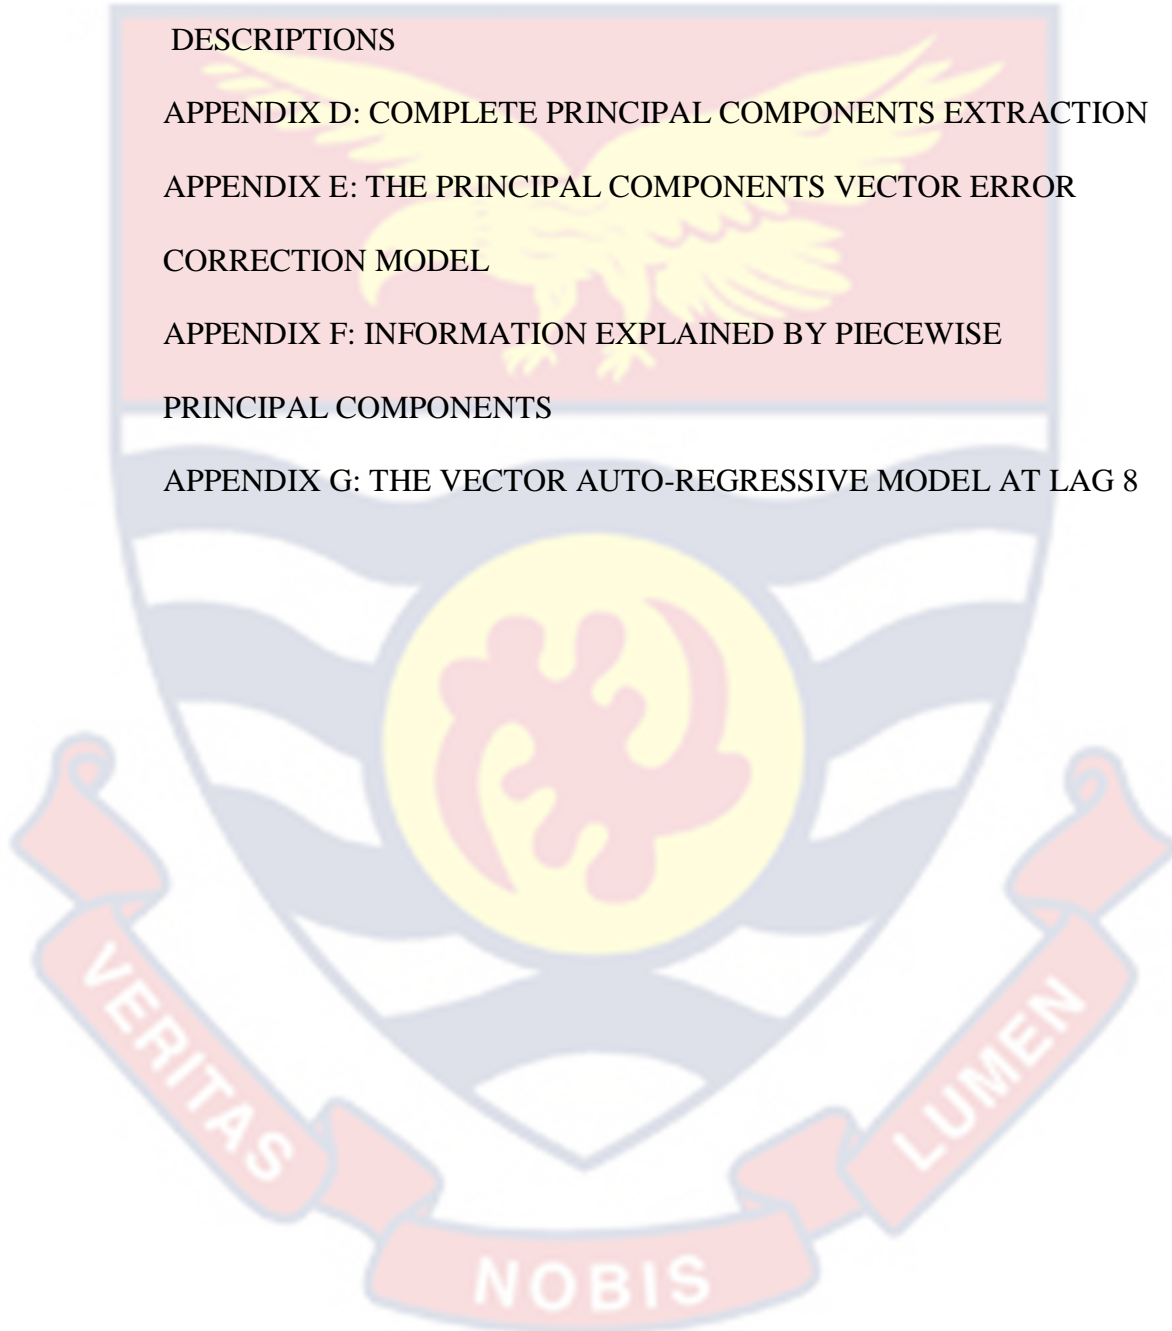 DESCRIPTIONS
APPENDIX D: COMPLETE PRINCIPAL COMPONENTS EXTRACTION
APPENDIX E: THE PRINCIPAL COMPONENTS VECTOR ERROR
CORRECTION MODEL
APPENDIX F: INFORMATION EXPLAINED BY PIECEWISE
PRINCIPAL COMPONENTS
APPENDIX G: THE VECTOR AUTO-REGRESSIVE MODEL AT LAG 8
VERITAS
NOBIS
LUMEN